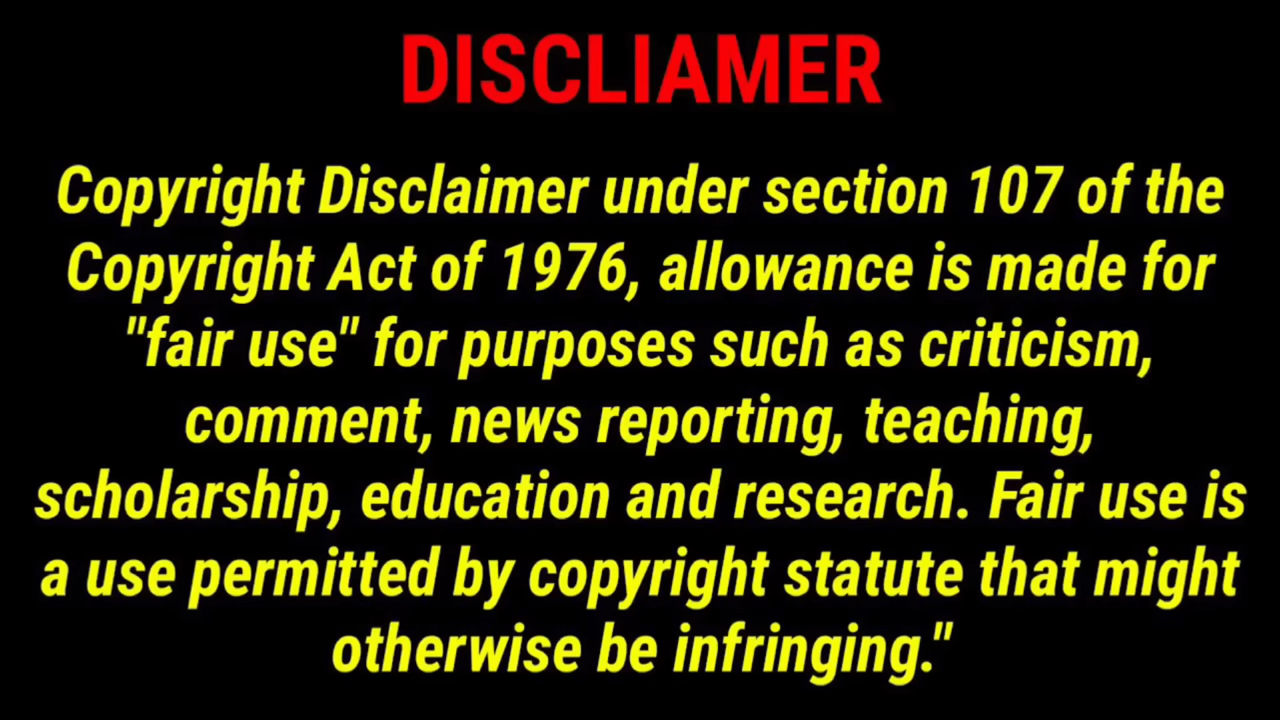 DISCLIAMER
Copyright Disclaimer under section 107 of the
Copyright Act of 1976, allowance is made for
"fair use" for purposes such as criticism,
comment, news reporting, teaching,
scholarship, education and research. Fair use is
a use permitted by copyright statute that might
otherwise be infringing."